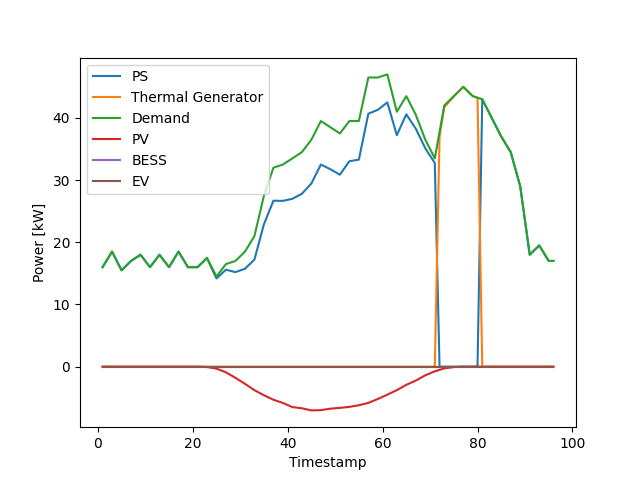 PS
Thermal Generator
Demand
PV
BESS
EV
Power [kW]
40
30
20
10
0
0 20 40 60 80 100
Timestamp